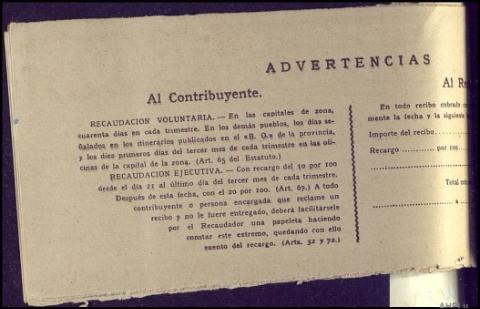 ADVERTENCIAS
Al Contribuyente.
RECAUDACION VOLUNTARIA. — En las capitales de zona,
cuarenta días en cada trimestre. En los demás pueblos, los días se-
ñalados en los itinerarios publicados en el «B. O.» de la provincia,
y los diez primeros días del tercer mes de cada trimestre en las ofi-
cinas de la capital de la zona. (Art. 65 del Estatuto.)
RECAUDACION EJECUTIVA. — Con recargo del 10 por 100
desde el día 21 al último día del tercer mes de cada trimestre.
Después de esta fecha, con el 20 por 100. (Art. 67.) A todo
contribuyente o persona encargada que reclame un
recibo y no le fuere entregado, deberá facilitársele
por el Recaudador una papeleta haciendo
constar este extremo, quedando con ello
exento del recargo. (Arts. 32 y 72.)
Al Re
En todo recibo cobrado
mente la fecha y la siguiente
Importe del recibo
Recargo por 100
Total
a
AHS